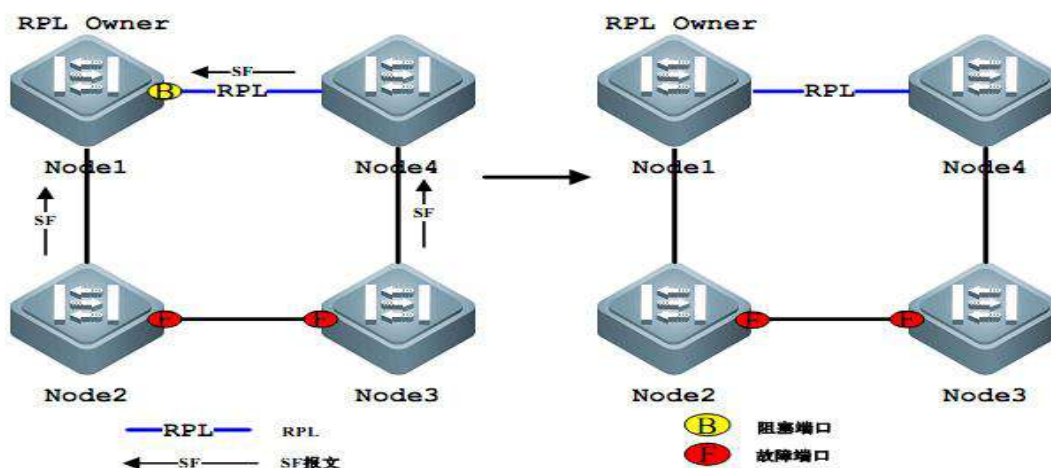 RPL Owner
RPL Owner
SF
B
RPL
RPL
Node1
Node4
Node1
Node4
SF
SF
F
F
F
F
Node2
Node3
Node2
Node3
RPL
RPL
B
阻塞端口
SF
SF报文
F
故障端口